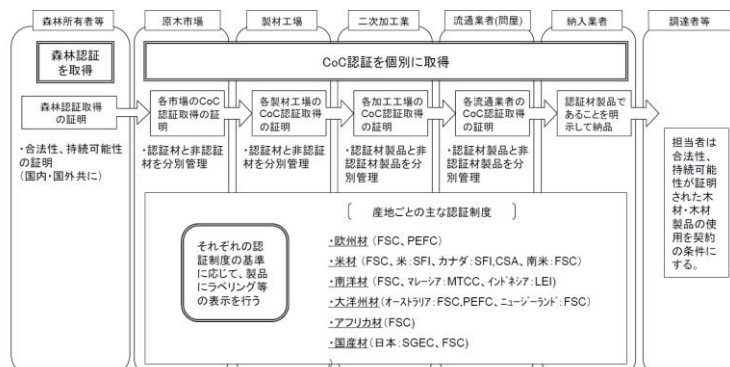 森林所有者等
原木市場
製材工場
二次加工業
流通業者(問屋)
納入業者
調達者等
森林認証
を取得
CoC認証を個別に取得
森林認証取得
の証明
各市場のCoC
認証取得の証
明
各製材工場の
CoC認証取得
の証明
各加工工場の
CoC認証取得
の証明
各流通業者の
CoC認証取得
の証明
認証材製品で
あることを明
示して納品
・合法性、持続可能性
の証明
(国内・国外共に)
・認証材と非認証
材を分別管理
・認証材と非認証
材を分別管理
・認証材製品と非
認証材製品を分
別管理
・認証材製品と非
認証材製品を分
別管理
担当者は
合法性、
持続可能
性が証明
された木
材・木材
製品の使
用を契約
の条件に
する。
それぞれの認
証制度の基準
に応じて、製品
にラベリング等
の表示を行う
〔 産地ごとの主な認証制度 〕
・欧州材(FSC、PEFC)
・米材(FSC、米:SFI、カナダ:SFI,CSA、南米:FSC)
・南洋材(FSC、マレーシア:MTCC、インドネシア:LEI)
・大洋州材(オーストラリア:FSC,PEFC、ニュージーランド:FSC)
・アフリカ材(FSC)
・国産材(日本:SGEC、FSC)